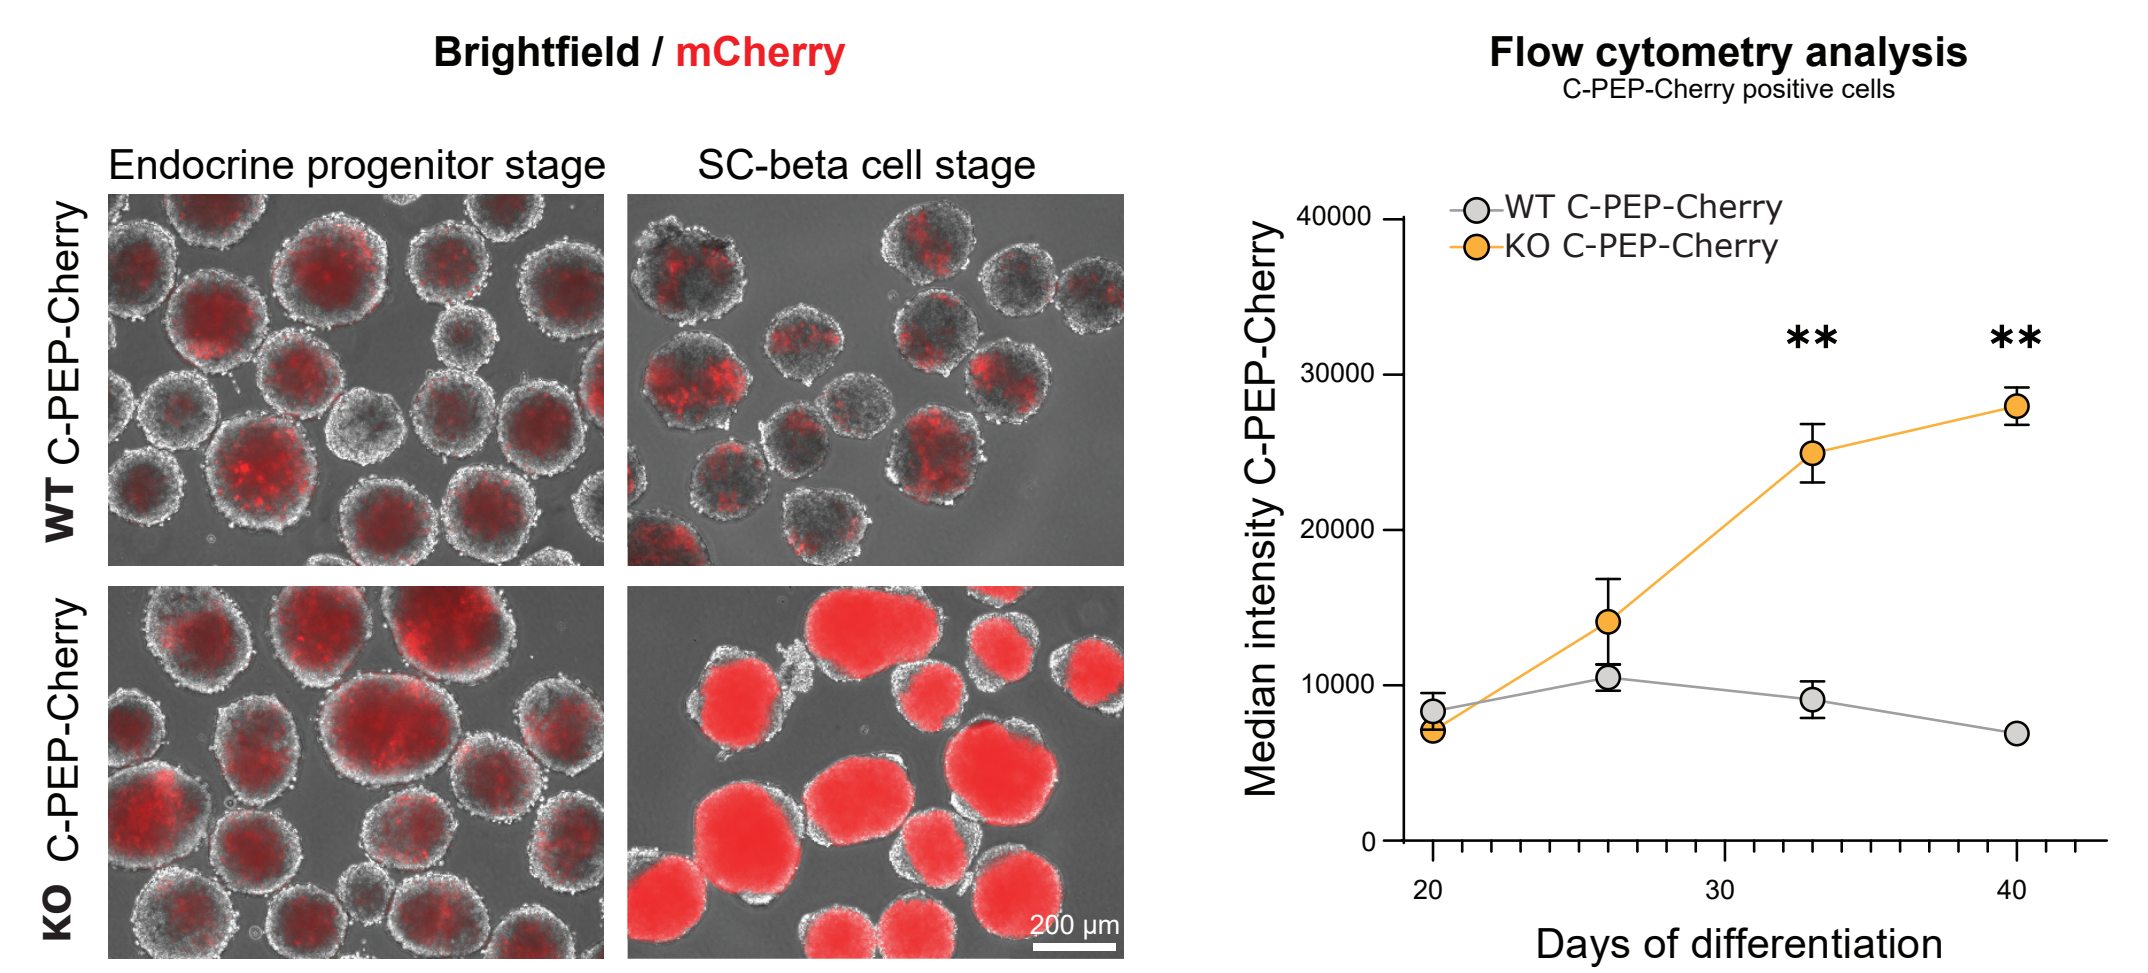 Brightfield / mCherry
Endocrine progenitor stage
SC-beta cell stage
WT C-PEP-Cherry
KO C-PEP-Cherry
200 µm
Flow cytometry analysis
C-PEP-Cherry positive cells
WT C-PEP-Cherry
KO C-PEP-Cherry
Median intensity C-PEP-Cherry
40000
30000
20000
10000
0
** **
20 30 40
Days of differentiation